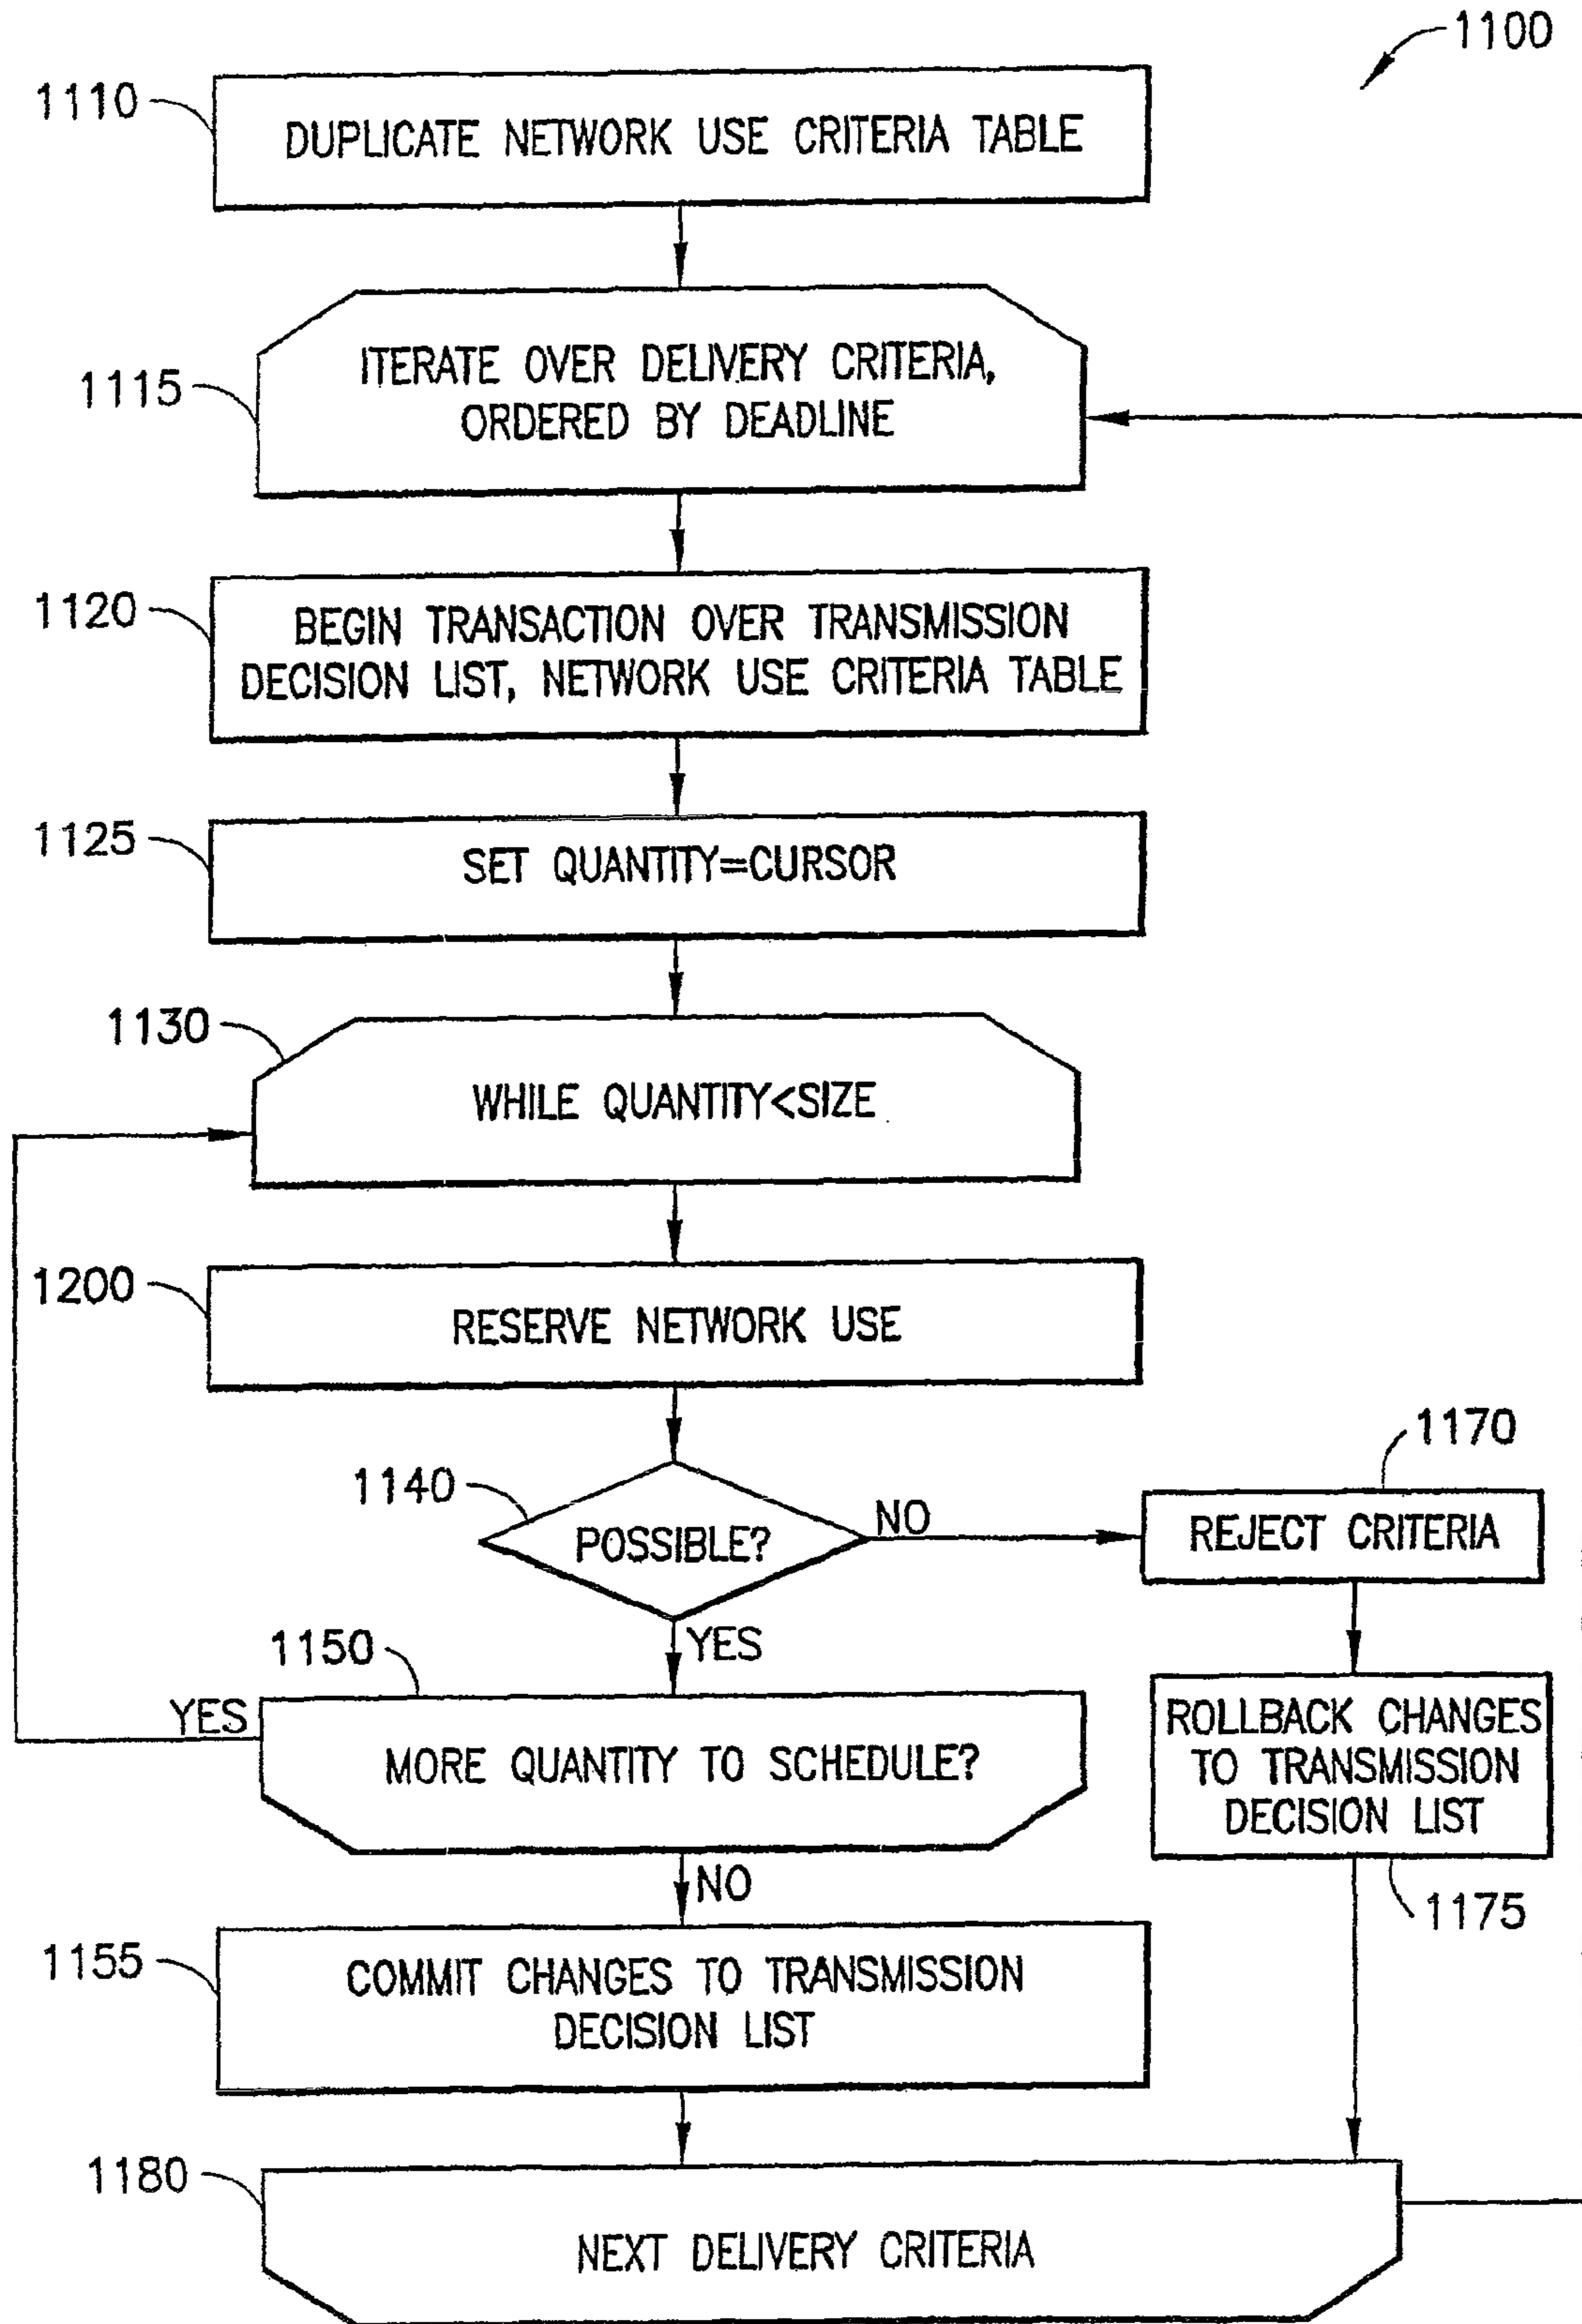 1100
1110
DUPLICATE NETWORK USE CRITERIA TABLE
1115
ITERATE OVER DELIVERY CRITERIA,
ORDERED BY DEADLINE
1120
BEGIN TRANSACTION OVER TRANSMISSION
DECISION LIST, NETWORK USE CRITERIA TABLE
1125
SET QUANTITY=CURSOR
1130
WHILE QUANTITY<SIZE
1200
RESERVE NETWORK USE
1140
POSSIBLE?
NO
1170
REJECT CRITERIA
YES
1150
YES
MORE QUANTITY TO SCHEDULE?
ROLLBACK CHANGES
TO TRANSMISSION
DECISION LIST
1175
NO
1155
COMMIT CHANGES TO TRANSMISSION
DECISION LIST
1180
NEXT DELIVERY CRITERIA